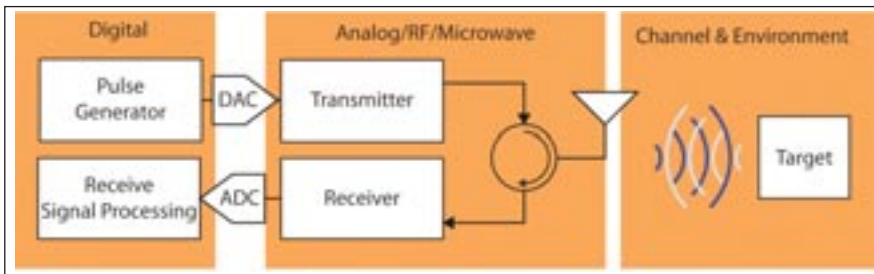 Digital
Analog/RF/Microwave
Channel & Environment
Pulse
Generator
DAC
Transmitter
Receive
Signal Processing
ADC
Receiver
Target